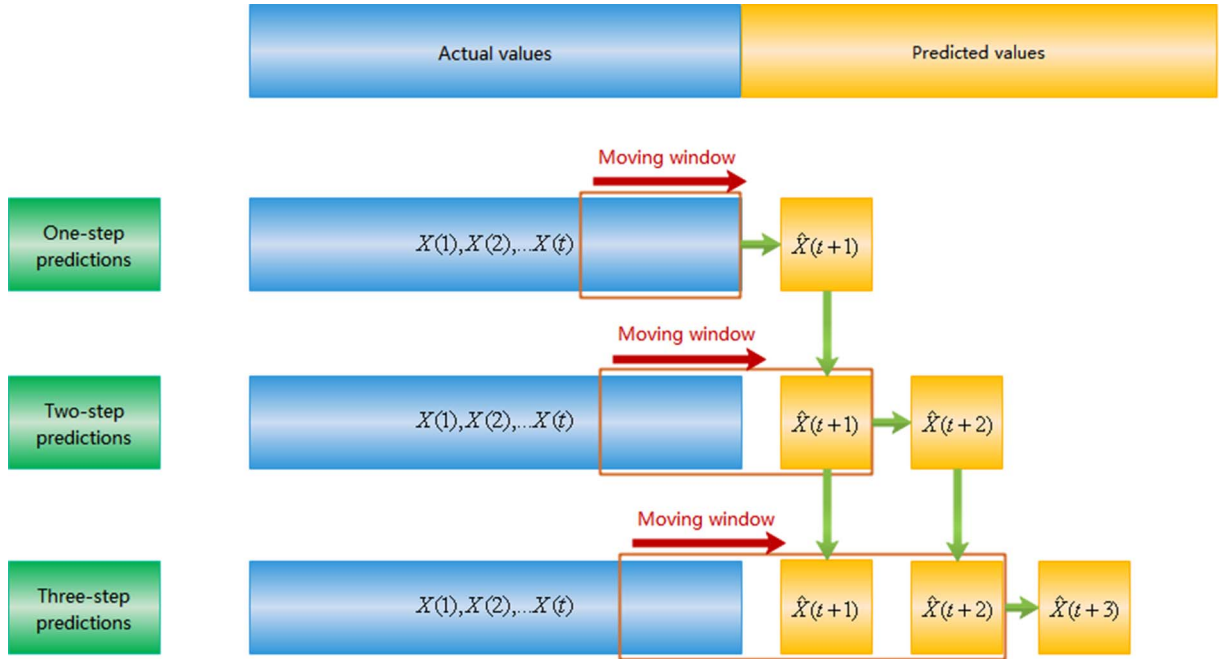 Actual values
Predicted values
Moving window
One-step
predictions
X(1),X(2),...X(t)
X̂(t+1)
Moving window
Two-step
predictions
X(1),X(2),...X(t)
X̂(t+1)
X̂(t+2)
Moving window
Three-step
predictions
X(1),X(2),...X(t)
X̂(t+1)
X̂(t+2)
X̂(t+3)